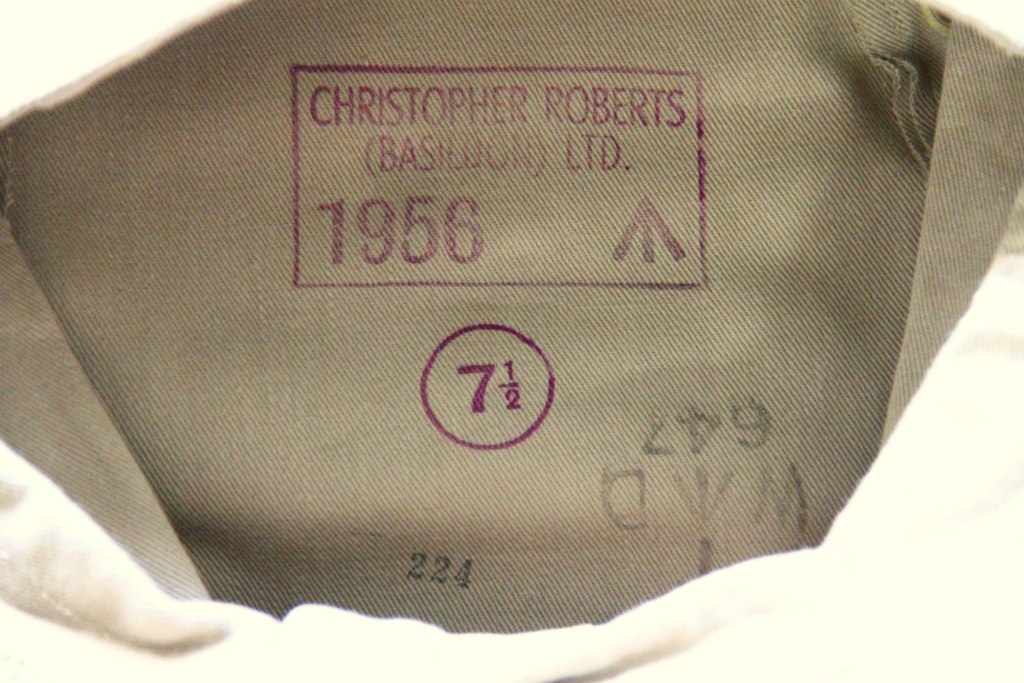 CHRISTOPHER ROBERTS
(BASILDON) LTD.
1956
7½
647
W D
224